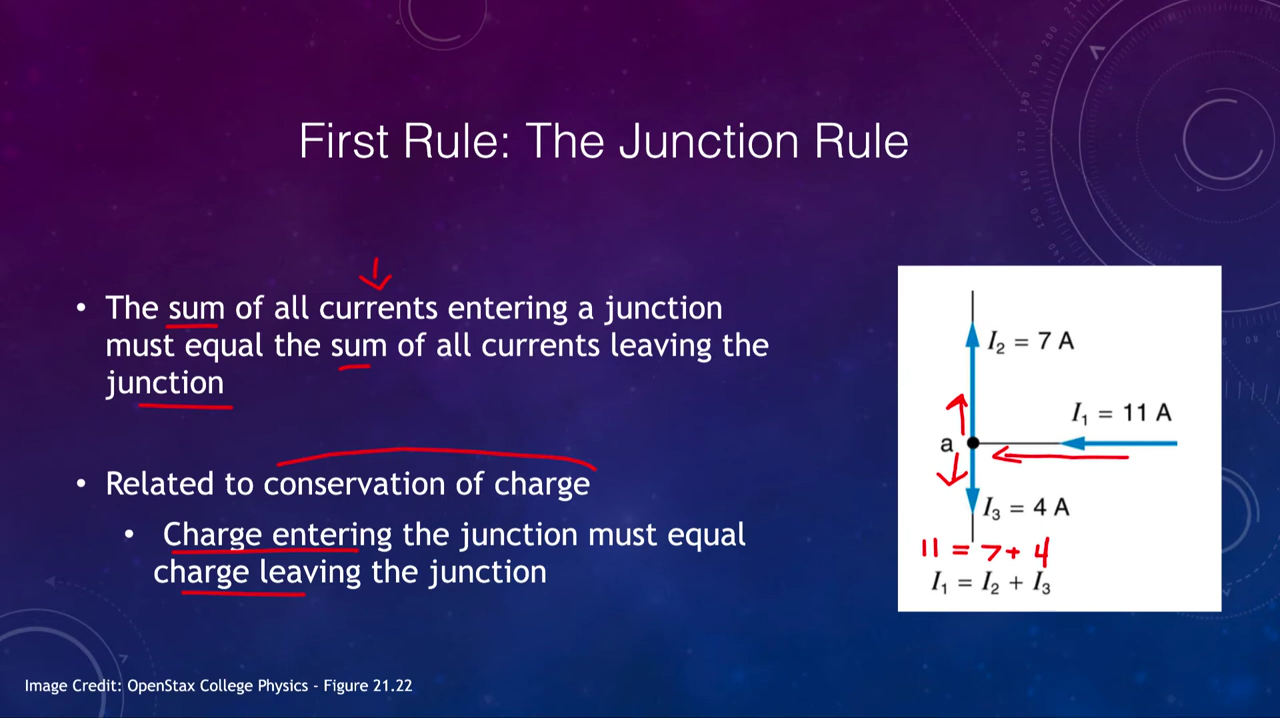 First Rule: The Junction Rule
• The sum of all currents entering a junction
must equal the sum of all currents leaving the
junction
• Related to conservation of charge
• Charge entering the junction must equal
charge leaving the junction
I₂ = 7 A
I₁ = 11 A
a
I₃ = 4 A
11 = 7 + 4
I₁ = I₂ + I₃
Image Credit: OpenStax College Physics - Figure 21.22